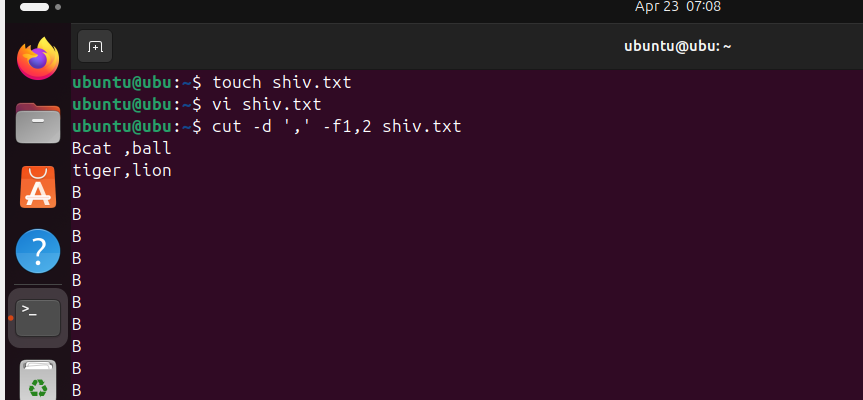 Apr 23 07:08
ubuntu@ubu: ~
ubuntu@ubu:~$ touch shiv.txt
ubuntu@ubu:~$ vi shiv.txt
ubuntu@ubu:~$ cut -d ',' -f1,2 shiv.txt
Bcat ,ball
tiger,lion
B
B
B
B
B
B
B
B
B
B